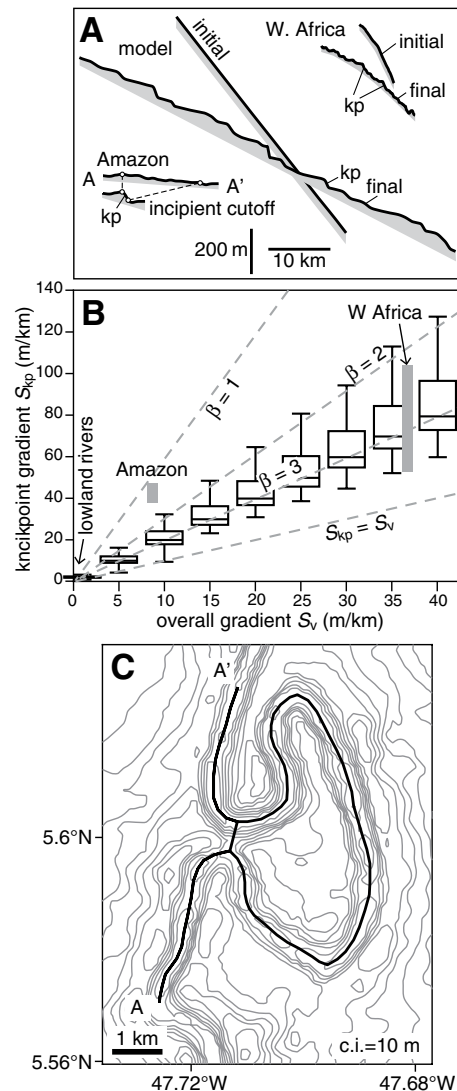 A
model
initial
W. Africa
initial
kp
final
Amazon
A
A'
kp
incipient cutoff
kp
final
200 m
10 km
B
kncikpoint gradient Skp (m/km)
140
120
100
80
60
40
20
0
lowland rivers
Amazon
β = 1
β = 2
β = 3
W Africa
Skp = Sv
0
5
10
15
20
25
30
35
40
overall gradient Sv (m/km)
C
A'
5.6°N
A
1 km
c.i.=10 m
5.56°N
47.72°W
47.68°W